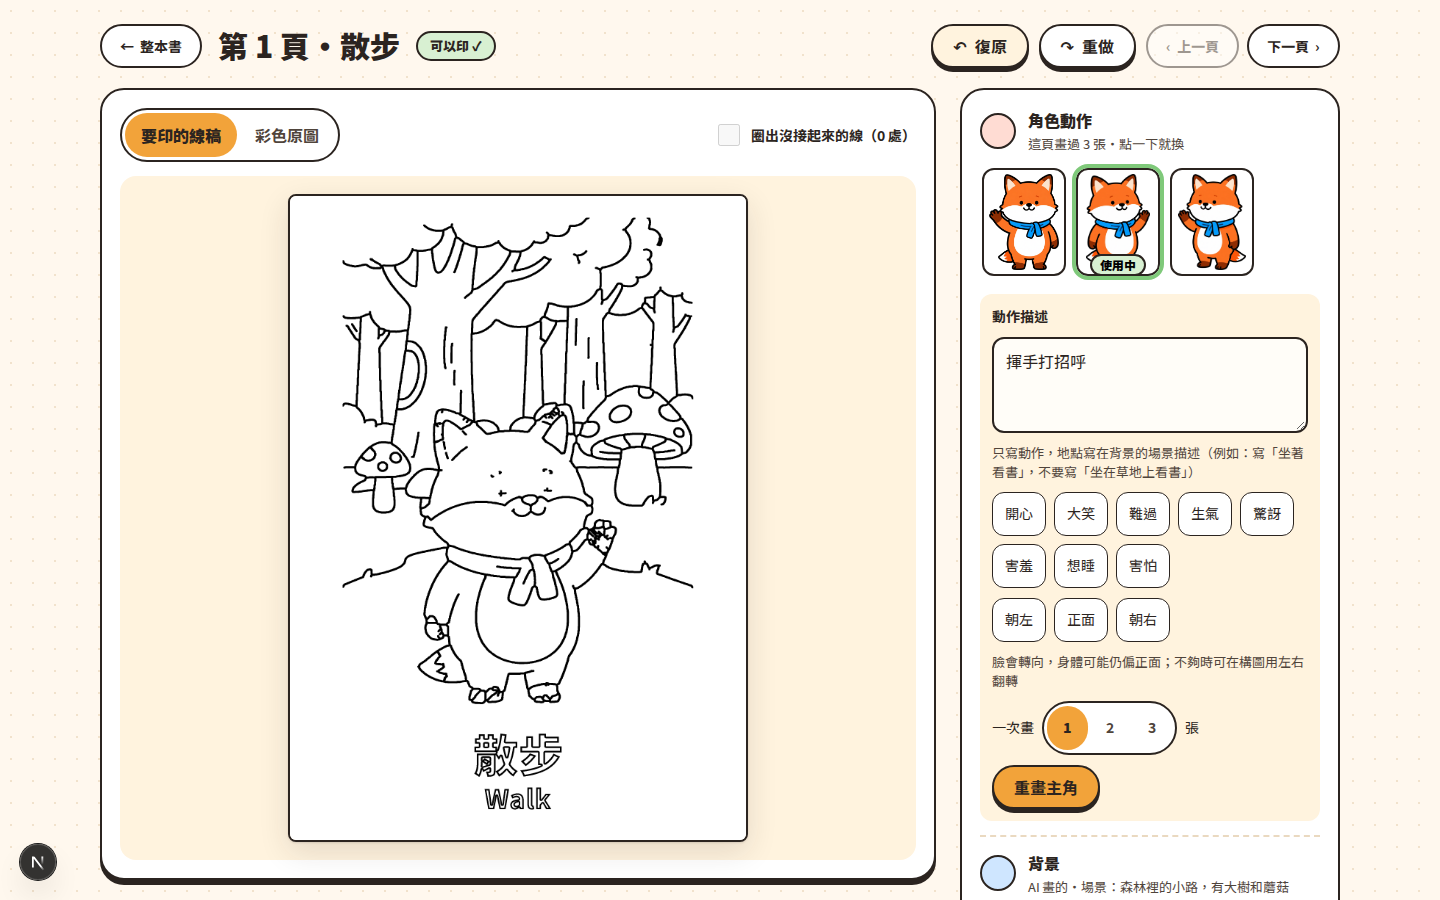 ← 整本書
第 1 頁・散步
可以印 ✓
↶ 復原
↷ 重做
‹ 上一頁
下一頁 ›
要印的線稿
彩色原圖
圈出沒接起來的線（0 處）
散步
Walk
角色動作
這頁畫過 3 張・點一下就換
使用中
動作描述
揮手打招呼
只寫動作，地點寫在背景的場景描述（例如：寫「坐著
看書」，不要寫「坐在草地上看書」）
開心
大笑
難過
生氣
驚訝
害羞
想睡
害怕
朝左
正面
朝右
臉會轉向，身體可能仍偏正面；不夠時可在構圖用左右
翻轉
一次畫
1
2
3
張
重畫主角
背景
AI 畫的・場景：森林裡的小路，有大樹和蘑菇
N